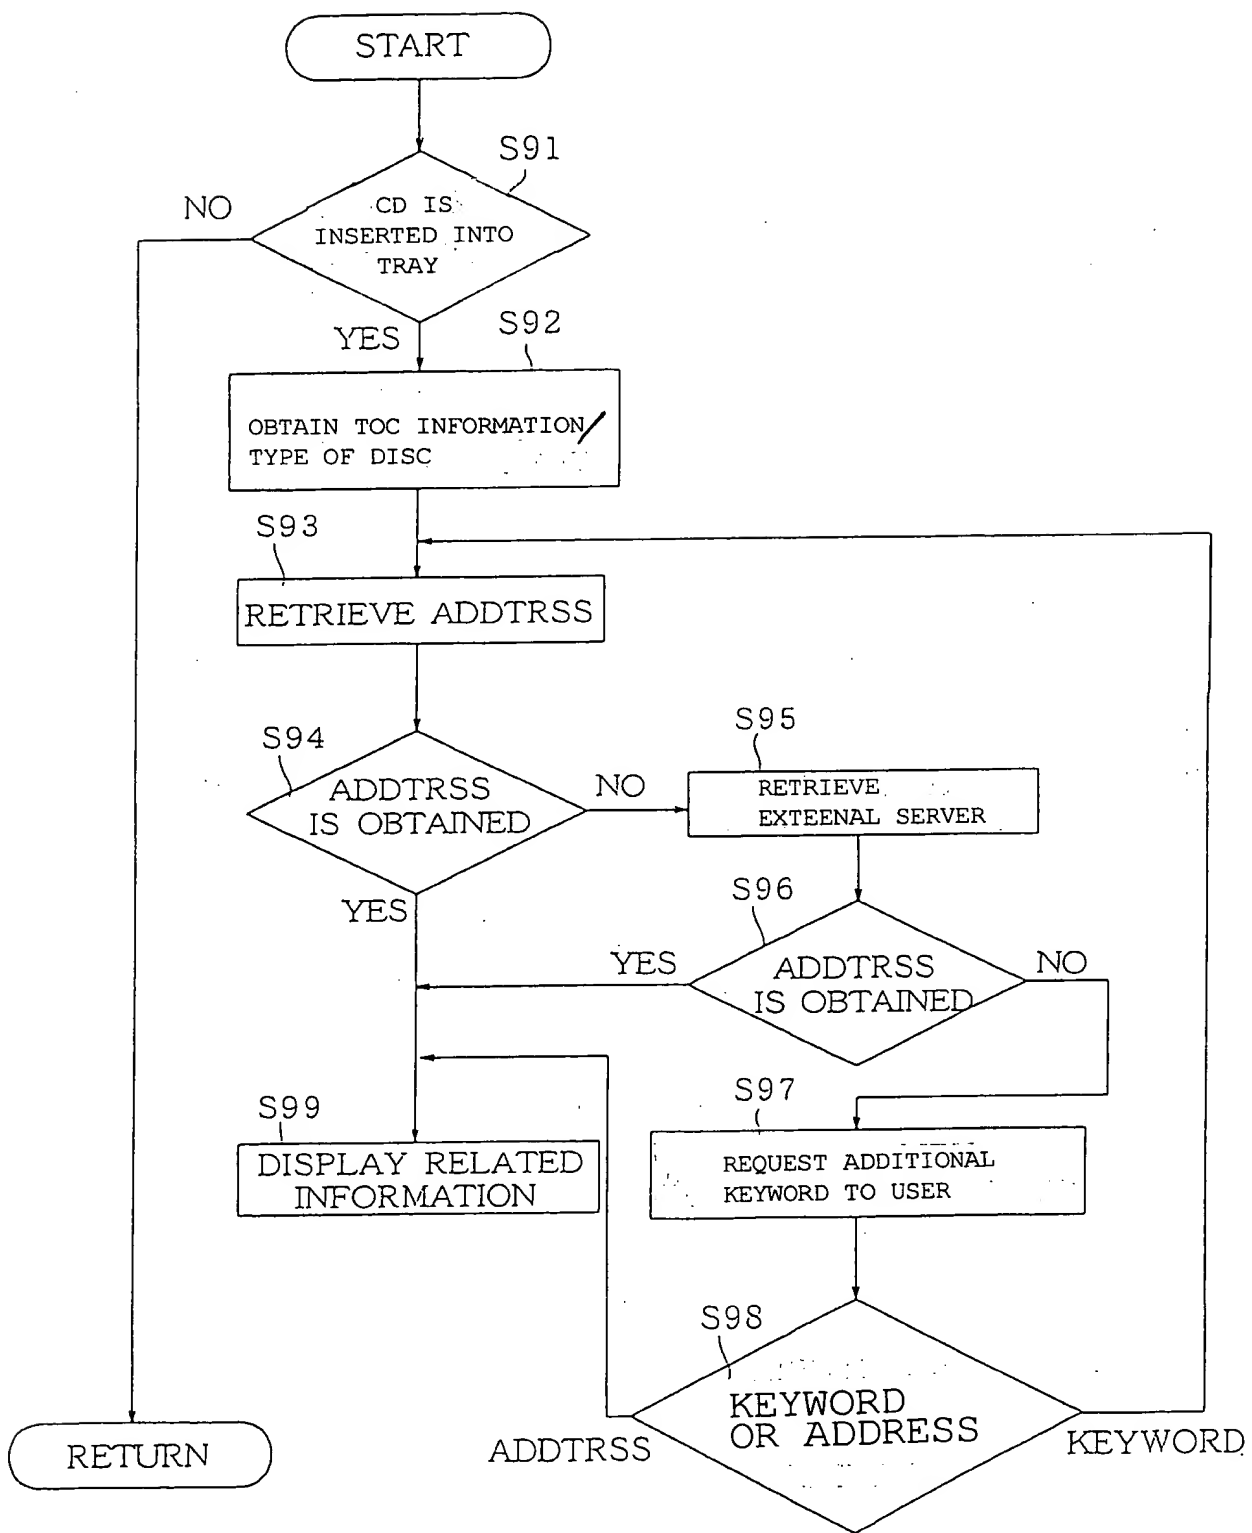 START
S91
NO
CD IS
INSERTED INTO
TRAY
YES
S92
OBTAIN TOC INFORMATION/
TYPE OF DISC
S93
RETRIEVE ADDTRSS
S94
ADDTRSS
IS OBTAINED
NO
S95
RETRIEVE
EXTEENAL SERVER
YES
S96
YES
ADDTRSS
IS OBTAINED
NO
S97
REQUEST ADDITIONAL
KEYWORD TO USER
S99
DISPLAY RELATED
INFORMATION
S98
KEYWORD
OR ADDRESS
ADDTRSS
KEYWORD
RETURN